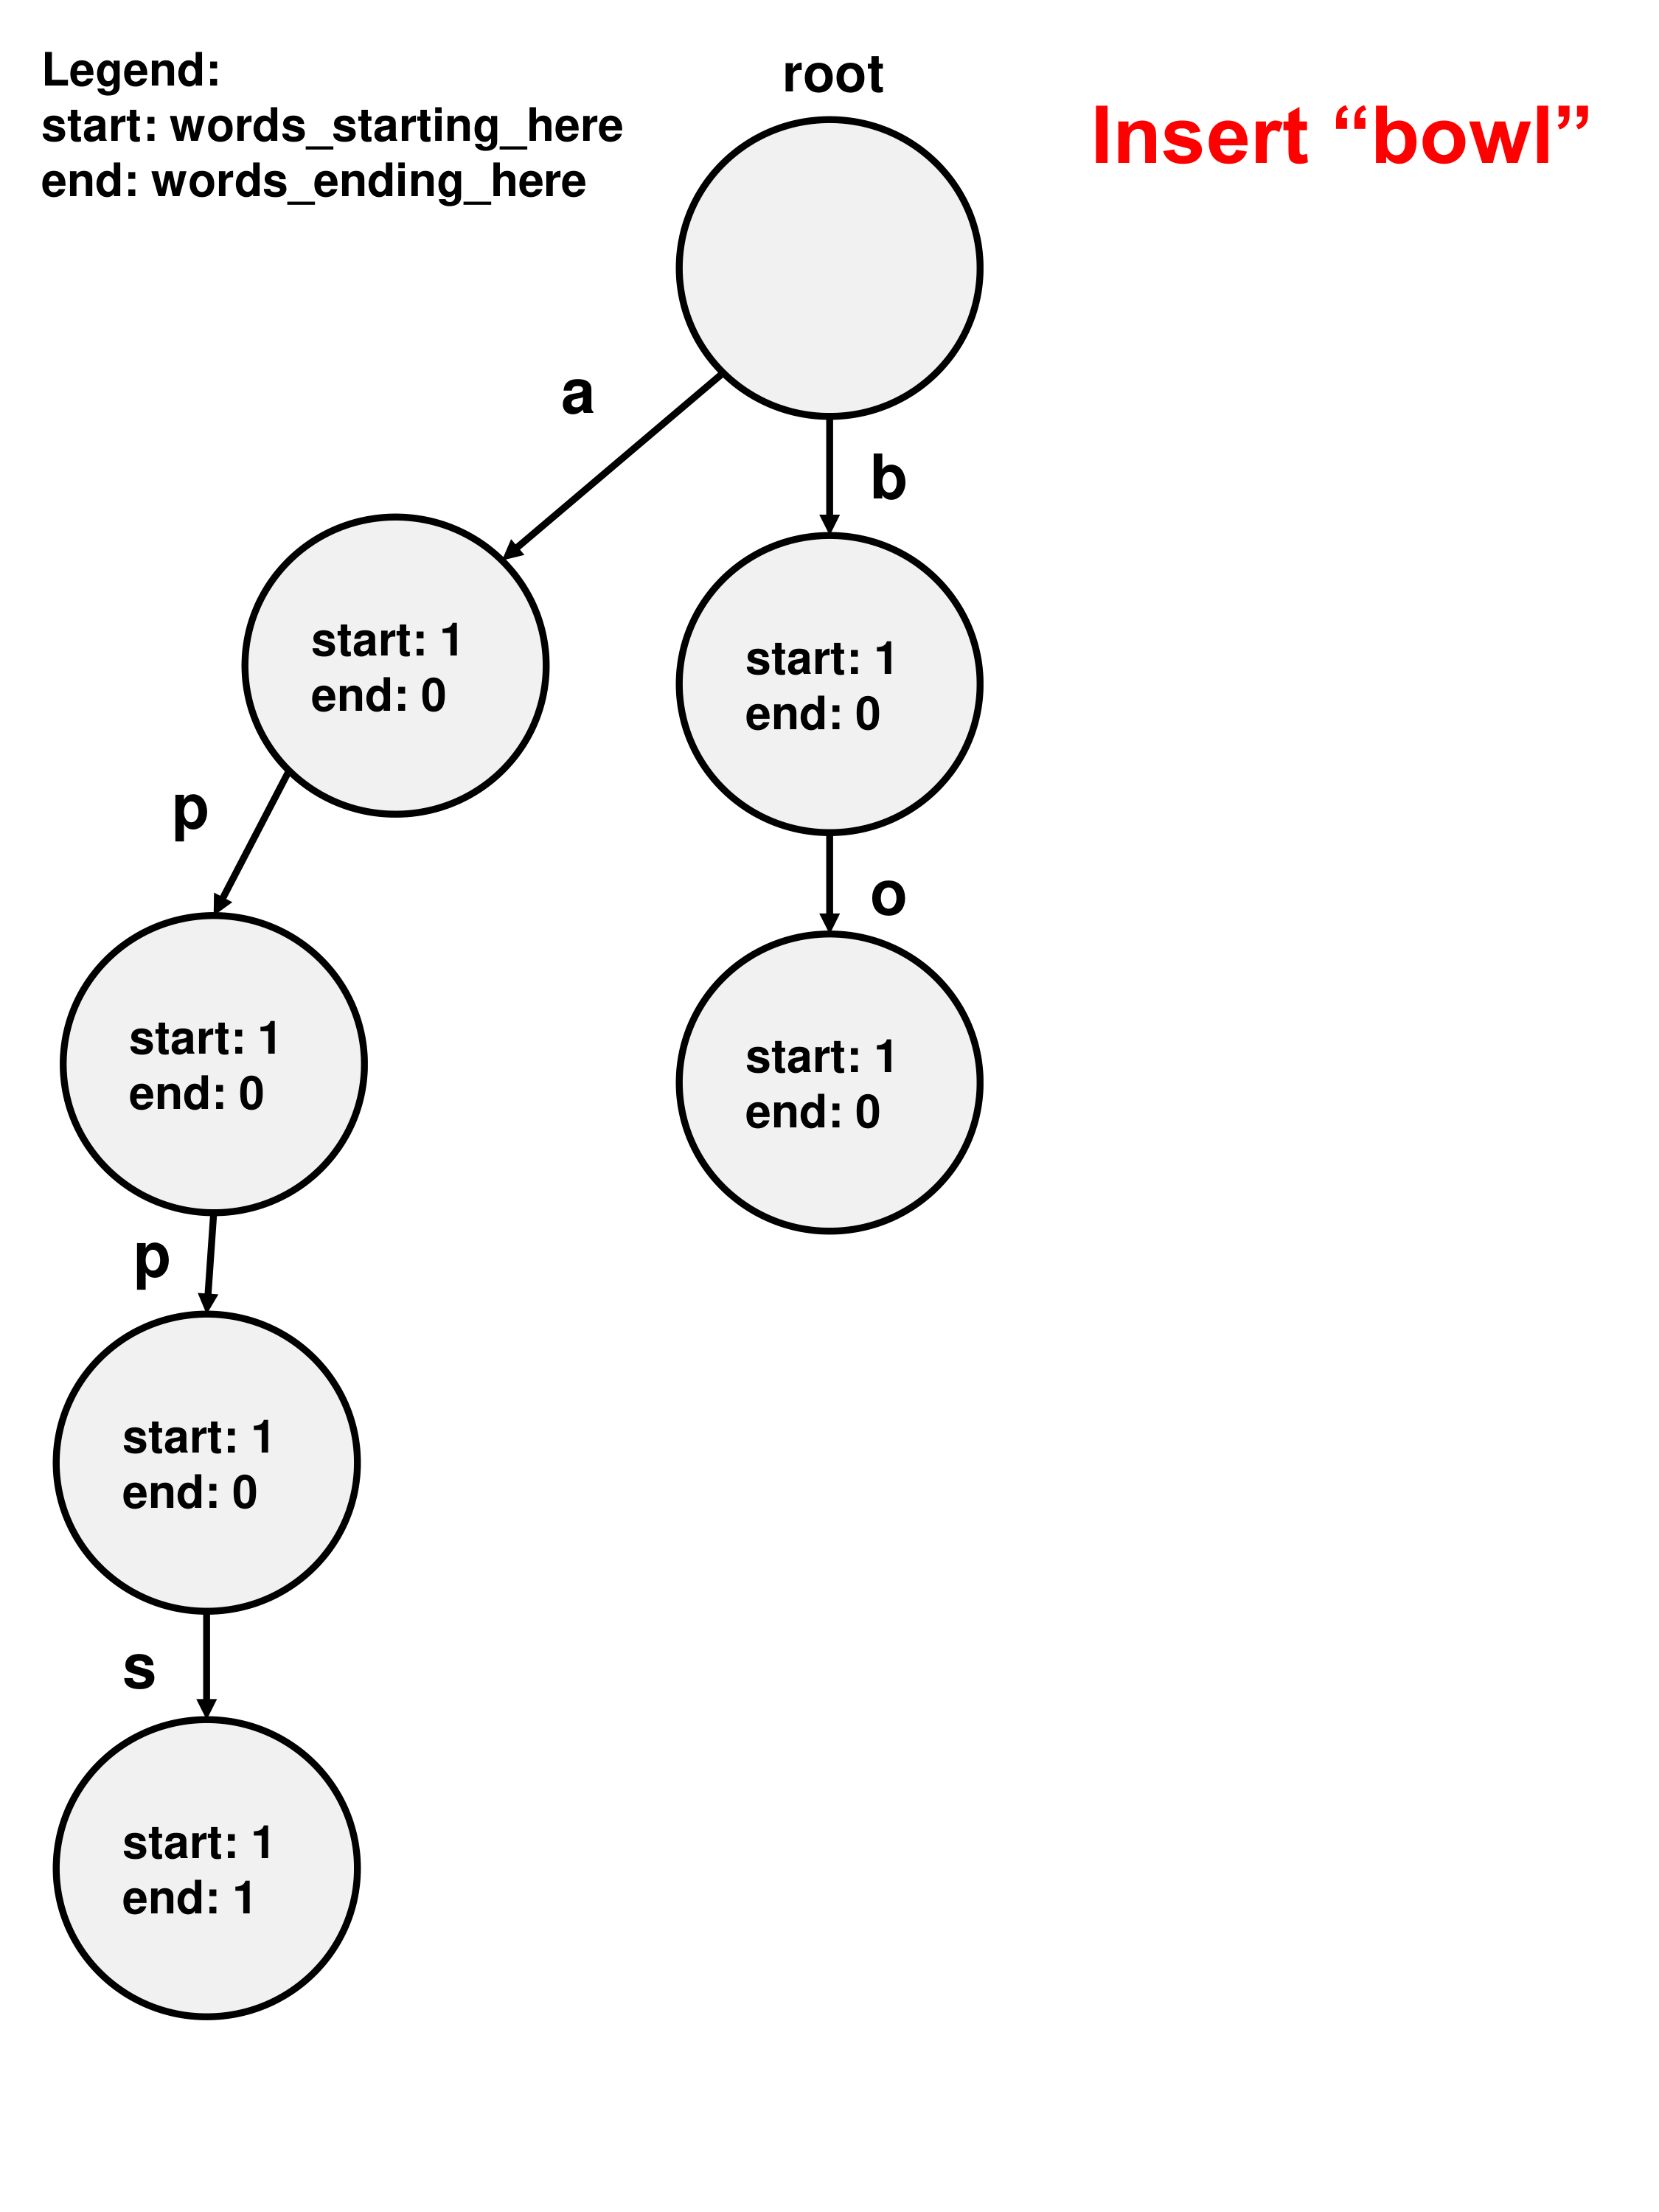 Legend:
start: words_starting_here
end: words_ending_here
root
Insert “bowl”
a
b
start: 1
end: 0
start: 1
end: 0
p
o
start: 1
end: 0
start: 1
end: 0
p
start: 1
end: 0
s
start: 1
end: 1